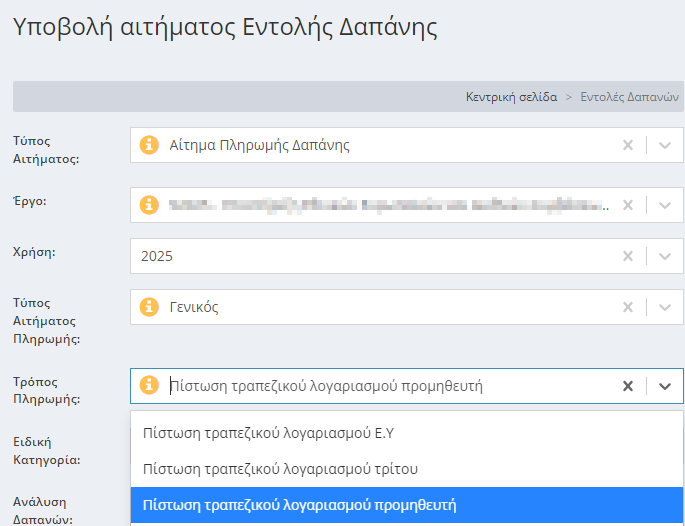 Υποβολή αιτήματος Εντολής Δαπάνης
Κεντρική σελίδα > Εντολές Δαπανών
Τύπος
Αιτήματος:
Αίτημα Πληρωμής Δαπάνης
Έργο:
Χρήση:
2025
Τύπος
Αιτήματος
Πληρωμής:
Γενικός
Τρόπος
Πληρωμής:
Πίστωση τραπεζικού λογαριασμού προμηθευτή
Ειδική
Κατηγορία:
Πίστωση τραπεζικού λογαριασμού Ε.Υ
Πίστωση τραπεζικού λογαριασμού τρίτου
Πίστωση τραπεζικού λογαριασμού προμηθευτή
Ανάλυση
Δαπανών: